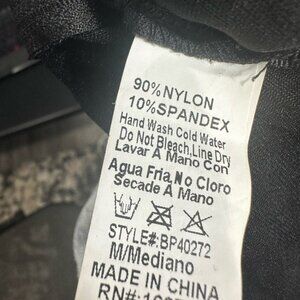 90%NYLON
10%SPANDEX
Hand Wash Cold Water
Do Not Bleach,Line Dry
Lavar A Mano Con
Agua Fria,No Cloro
Secade A Mano
STYLE#:BP40272
M/Mediano
MADE IN CHINA
RN#: